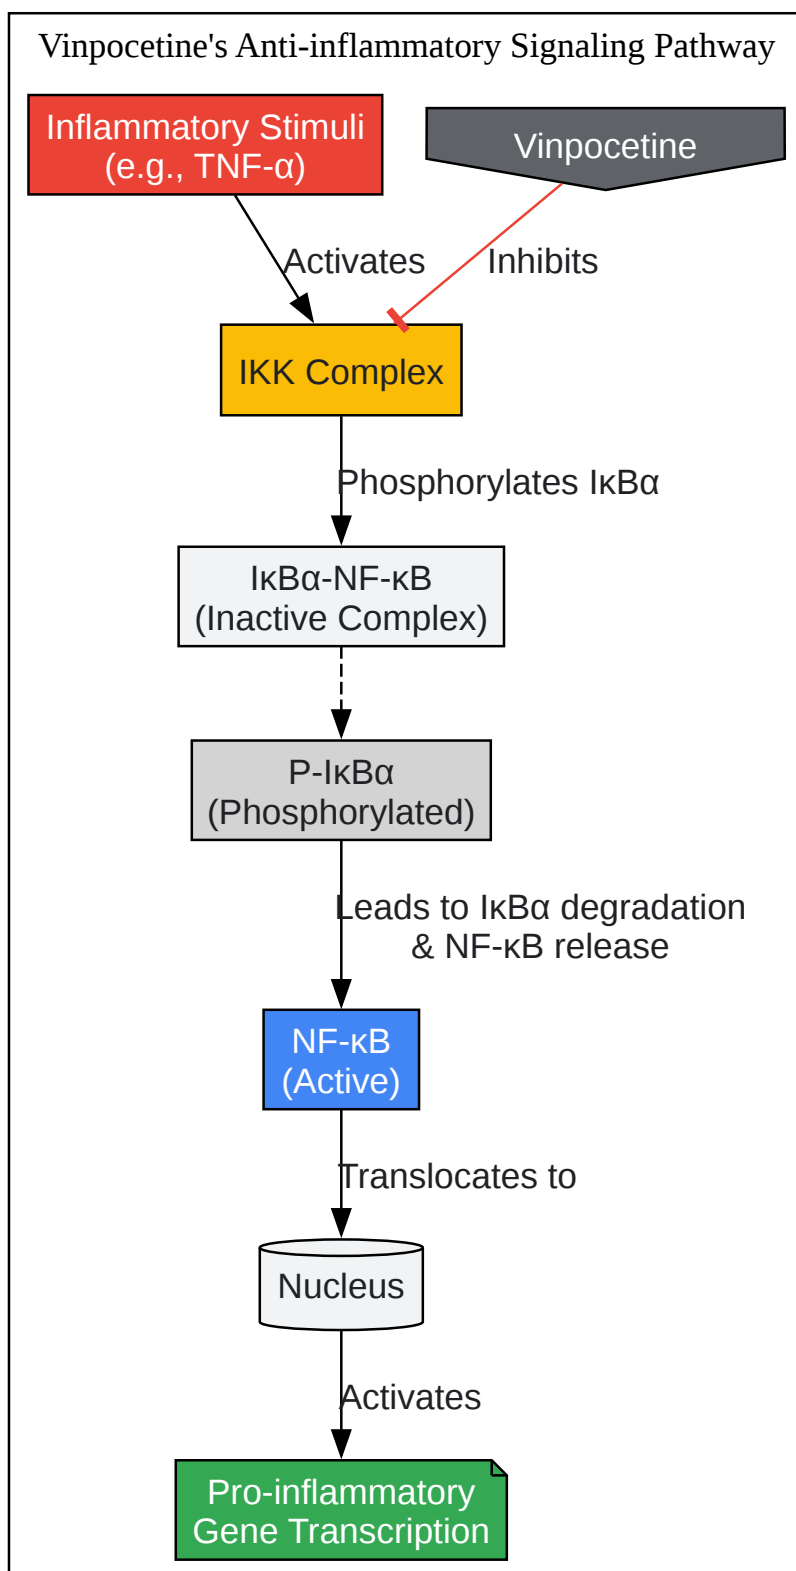 Vinpocetine's Anti-inflammatory Signaling Pathway
Inflammatory Stimuli
(e.g., TNF-α)
Vinpocetine
Activates
Inhibits
IKK Complex
Phosphorylates IκBα
IκBα-NF-κB
(Inactive Complex)
P-IκBα
(Phosphorylated)
Leads to IκBα degradation
& NF-κB release
NF-κB
(Active)
Translocates to
Nucleus
Activates
Pro-inflammatory
Gene Transcription